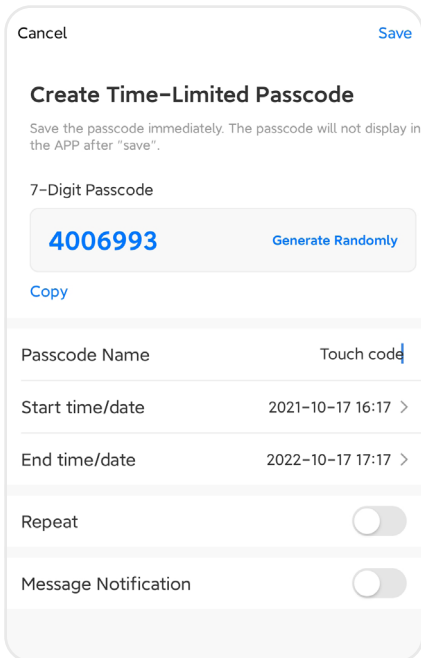 Cancel Save
Create Time-Limited Passcode
Save the passcode immediately. The passcode will not display in
the APP after "save".
7-Digit Passcode
4006993 Generate Randomly
Copy
Passcode Name Touch code
Start time/date 2021-10-17 16:17 >
End time/date 2022-10-17 17:17 >
Repeat
Message Notification